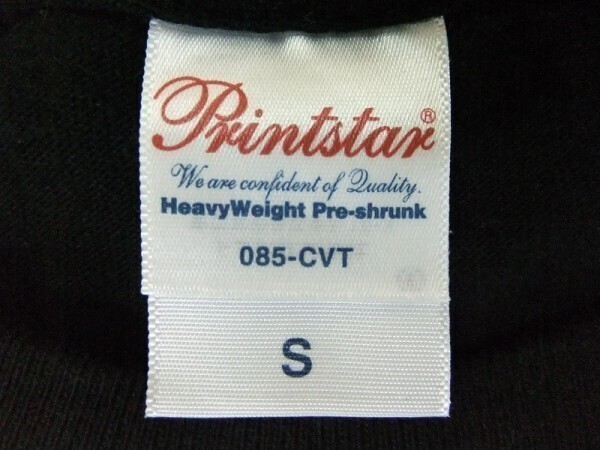 Printstar®
We are confident of Quality.
HeavyWeight Pre-shrunk
085-CVT
S